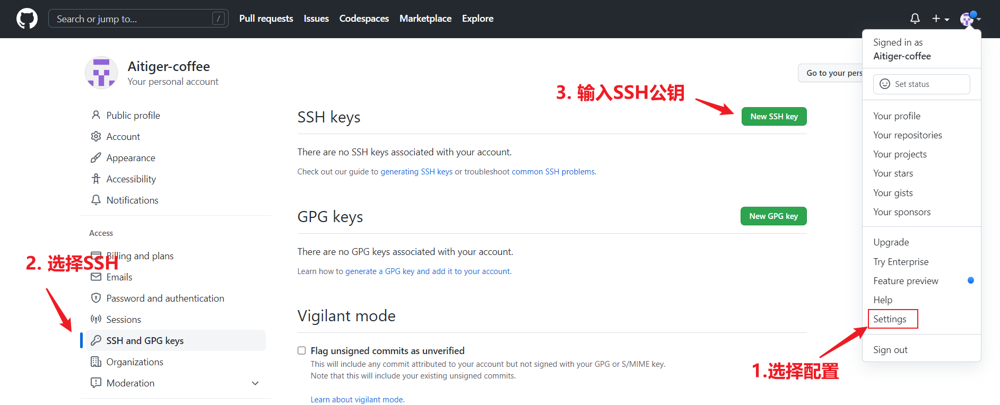 Search or jump to...
/
Pull requests
Issues
Codespaces
Marketplace
Explore
Signed in as
Aitiger-coffee
Set status
Your profile
Your repositories
Your projects
Your stars
Your gists
Your sponsors
Upgrade
Try Enterprise
Feature preview
Help
Settings
Sign out
1.选择配置
Aitiger-coffee
Your personal account
Go to your pers
Public profile
Account
Appearance
Accessibility
Notifications
Access
Billing and plans
2. 选择SSH
Emails
Password and authentication
Sessions
SSH and GPG keys
Organizations
Moderation
3. 输入SSH公钥
SSH keys
New SSH key
There are no SSH keys associated with your account.
Check out our guide to generating SSH keys or troubleshoot common SSH problems.
GPG keys
New GPG key
There are no GPG keys associated with your account.
Learn how to generate a GPG key and add it to your account.
Vigilant mode
Flag unsigned commits as unverified
This will include any commit attributed to your account but not signed with your GPG or S/MIME key.
Note that this will include your existing unsigned commits.
Learn about vigilant mode.